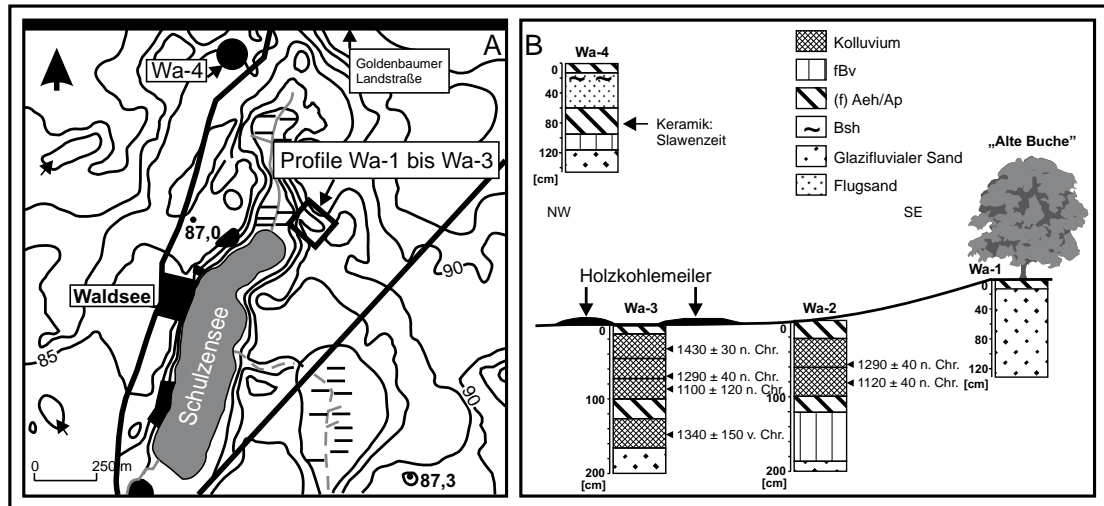 A
Wa-4
Goldenbaumer
Landstraße
Profile Wa-1 bis Wa-3
87,0
90
Waldsee
85
Schulzensee
90
0 250 m
87,3
B
Wa-4
0
40
80
120
[cm]
Keramik:
Slawenzeit
Kolluvium
fBv
(f) Aeh/Ap
Bsh
Glazifluvialer Sand
Flugsand
„Alte Buche”
NW
SE
Holzkohlemeiler
Wa-3
0
100
200
[cm]
1430 ± 30 n. Chr.
1290 ± 40 n. Chr.
1100 ± 120 n. Chr.
1340 ± 150 v. Chr.
Wa-2
0
100
200
[cm]
1290 ± 40 n. Chr.
1120 ± 40 n. Chr.
Wa-1
0
40
80
120
[cm]